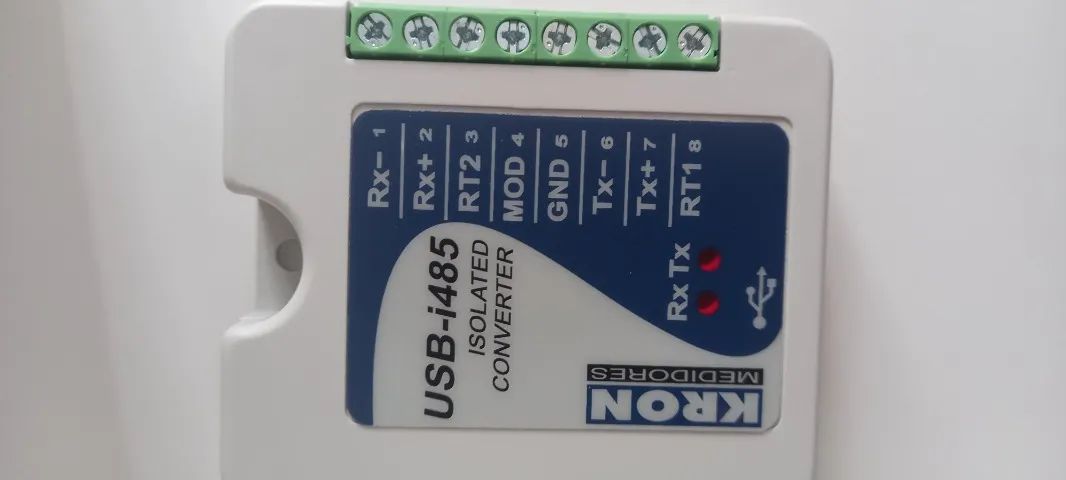 Rx- 1
Rx+ 2
RT2 3
MOD 4
GND 5
Tx- 6
Tx+ 7
RT1 8
USB-i485
ISOLATED
CONVERTER
Rx Tx
KRON
MEDIDORES